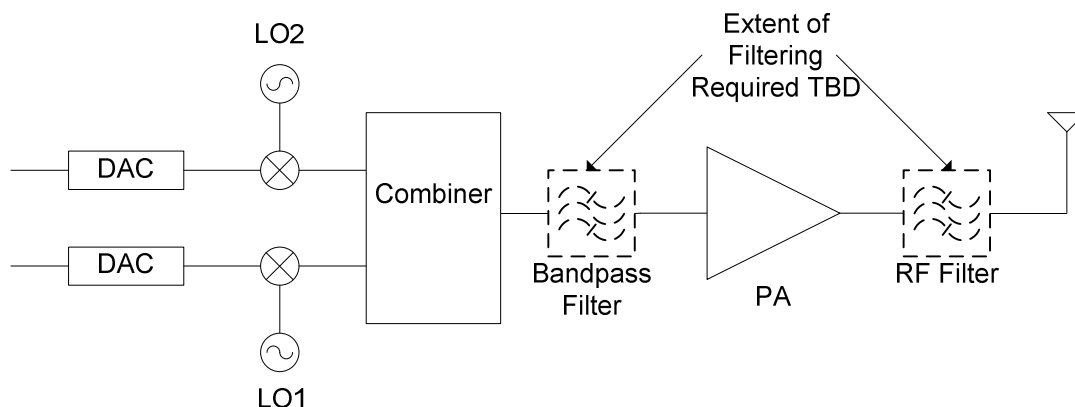 LO2
Extent of
Filtering
Required TBD
DAC
Combiner
DAC
Bandpass
Filter
PA
RF Filter
LO1